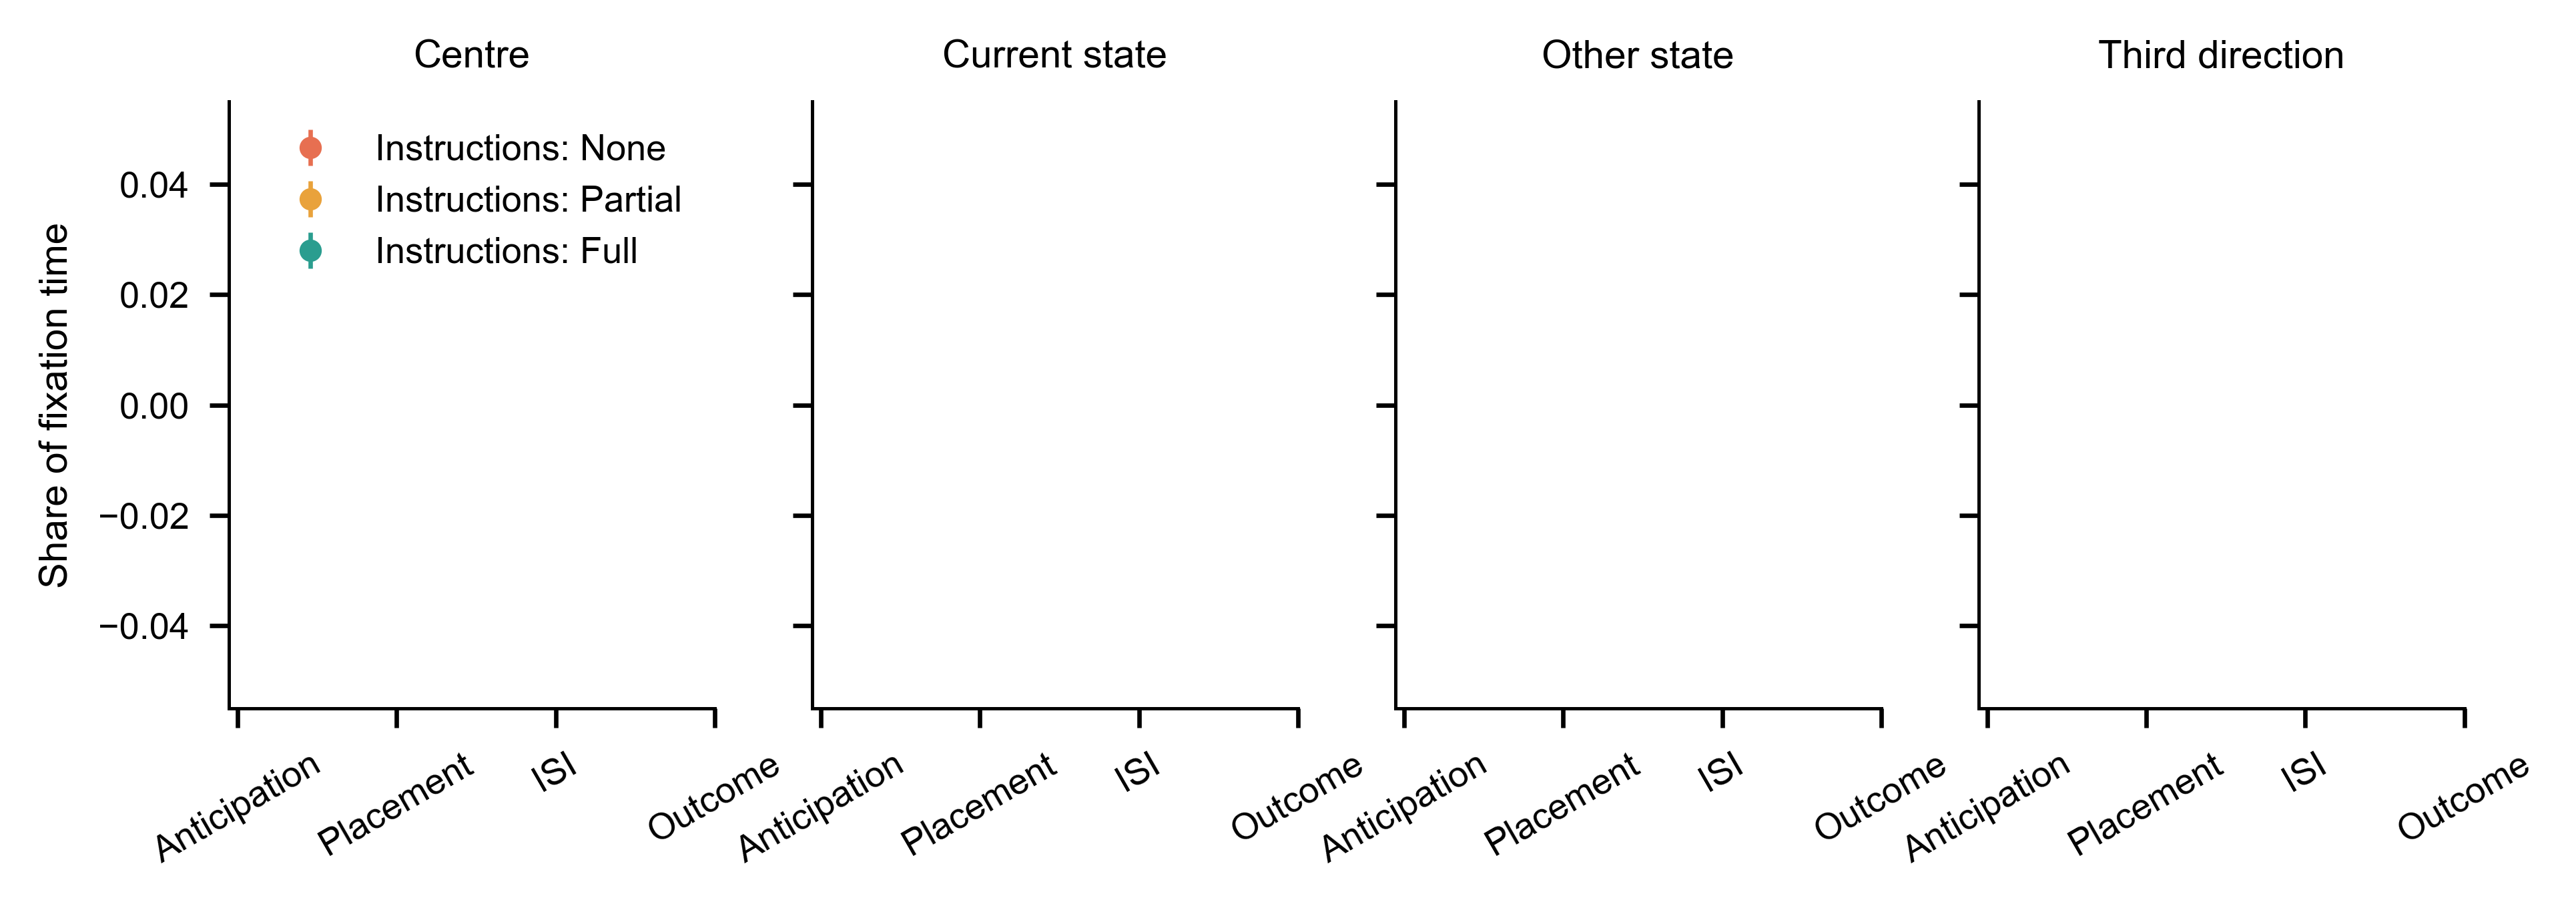 Centre
Current state
Other state
Third direction
Instructions: None
Instructions: Partial
Instructions: Full
Share of fixation time
0.04
0.02
0.00
−0.02
−0.04
Anticipation
Placement
ISI
Outcome
Anticipation
Placement
ISI
Outcome
Anticipation
Placement
ISI
Outcome
Anticipation
Placement
ISI
Outcome